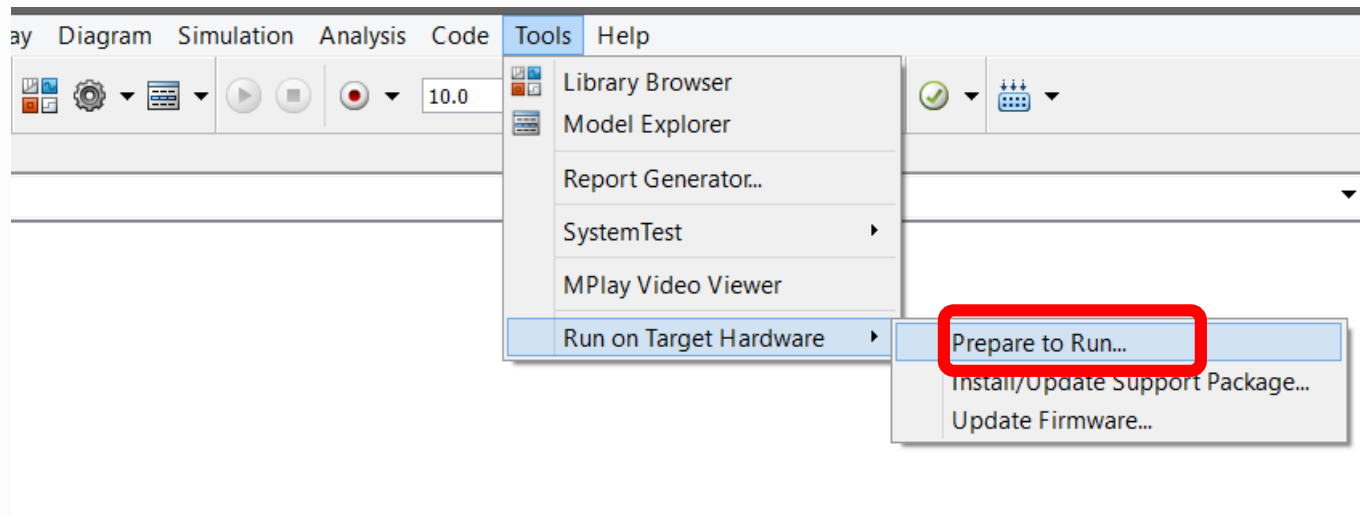 ay Diagram Simulation Analysis Code Tools Help
10.0
Library Browser
Model Explorer
Report Generator...
SystemTest
MPlay Video Viewer
Run on Target Hardware
Prepare to Run...
Install/Update Support Package...
Update Firmware...